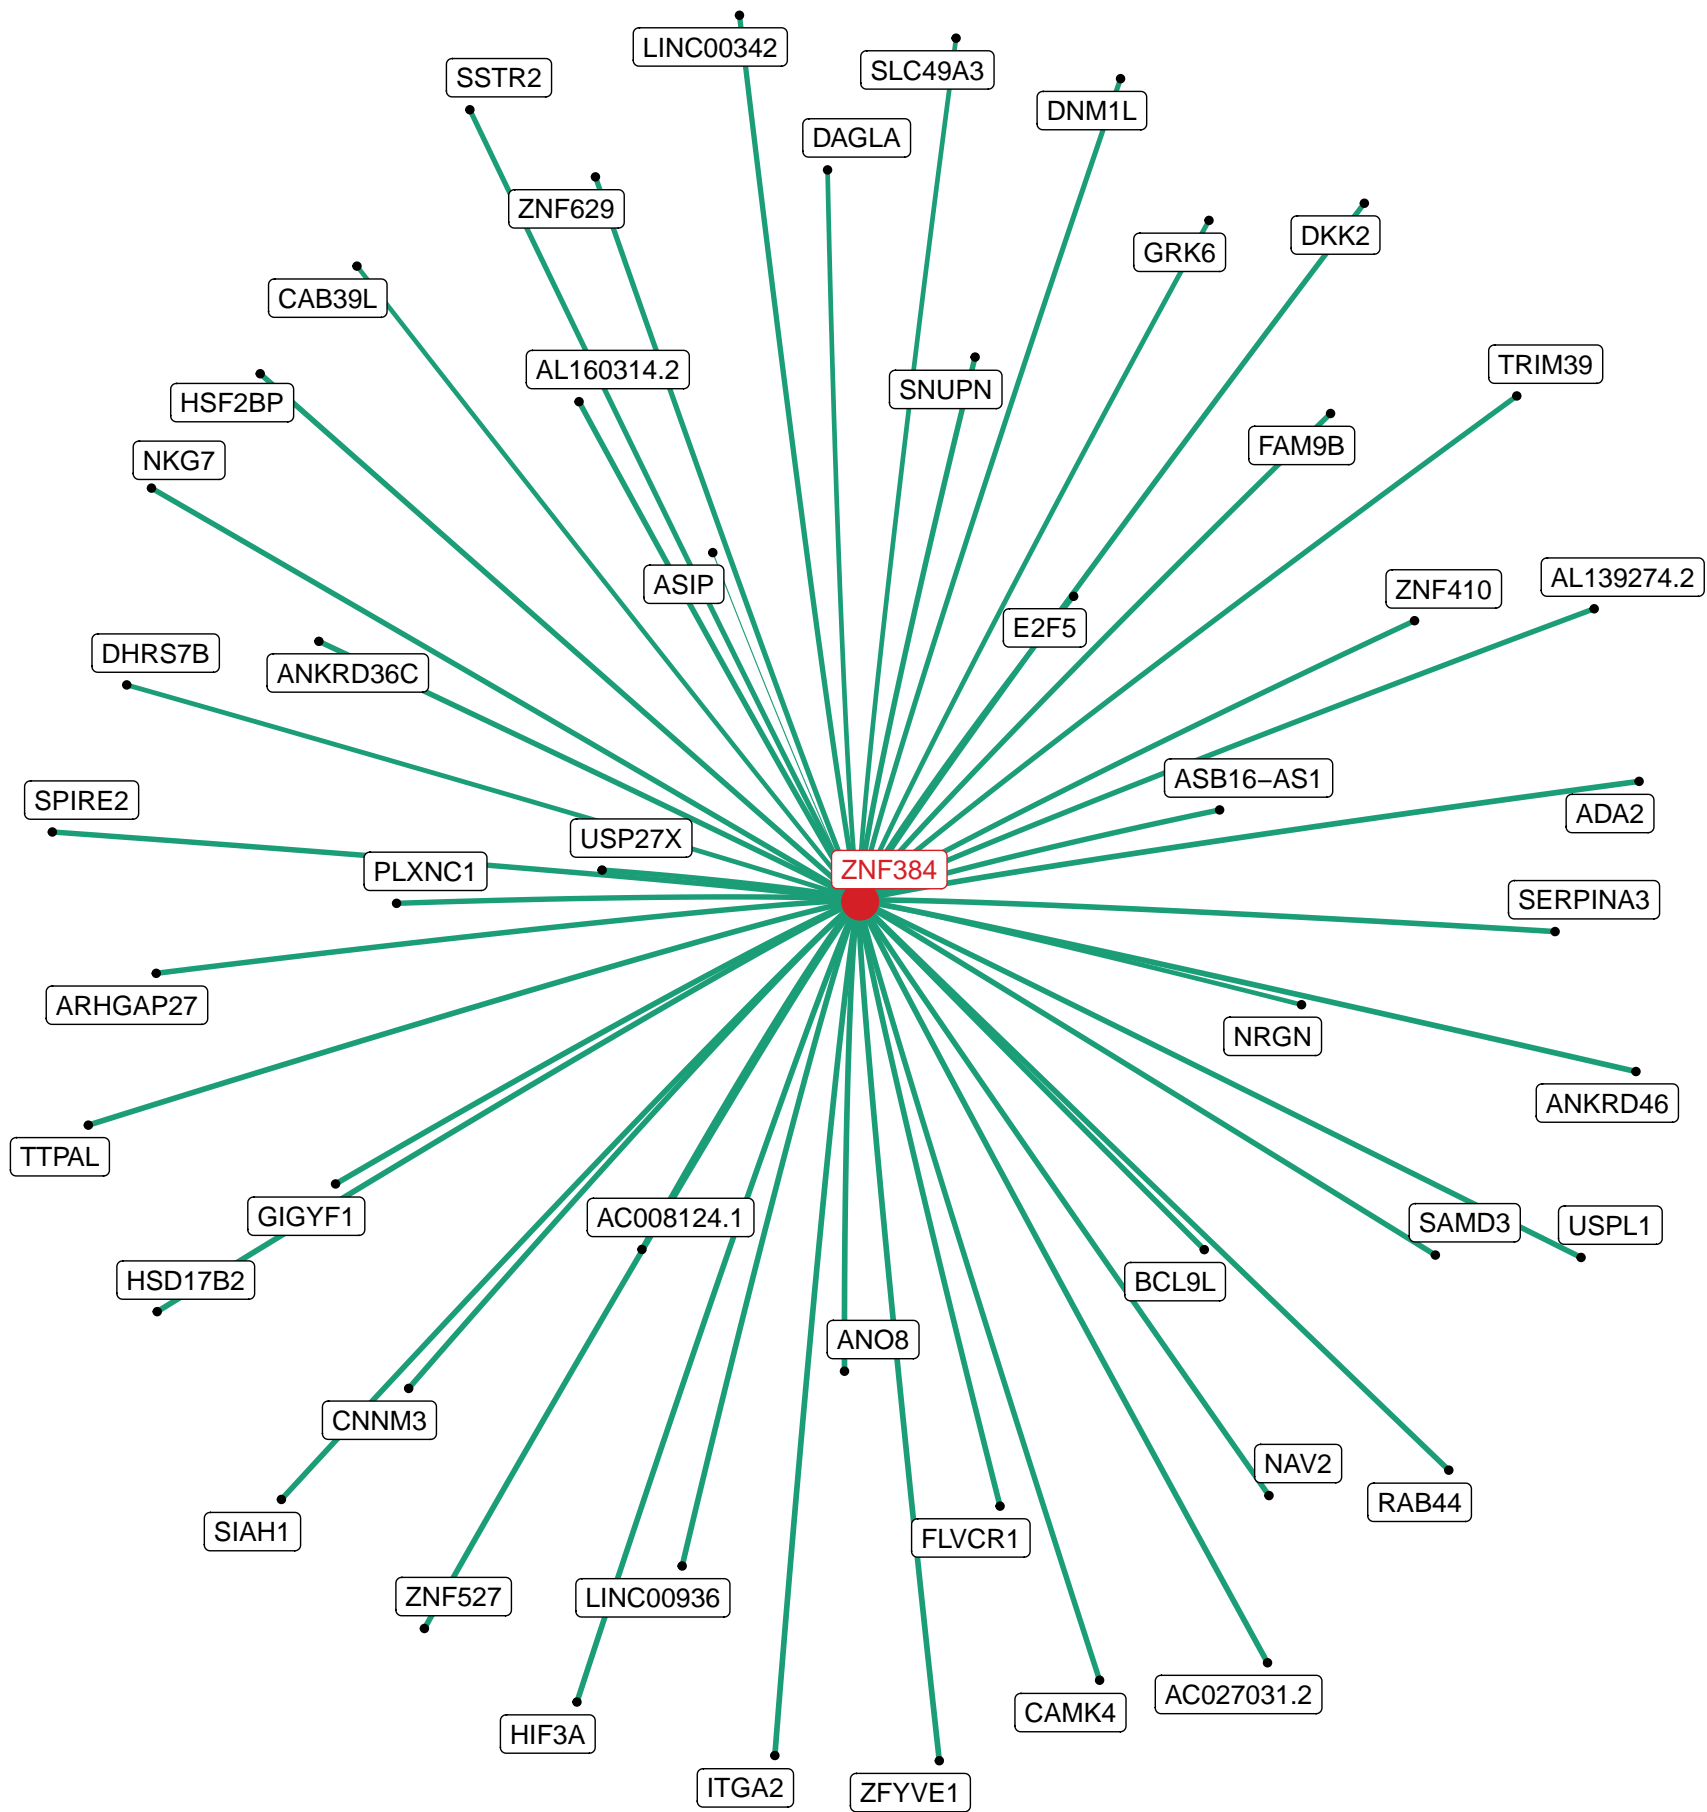 LINC00342
SLC49A3
SSTR2
DNM1L
DAGLA
ZNF629
DKK2
GRK6
CAB39L
TRIM39
AL160314.2
SNUPN
HSF2BP
FAM9B
NKG7
AL139274.2
ASIP
ZNF410
E2F5
DHRS7B
ANKRD36C
ASB16−AS1
SPIRE2
ADA2
USP27X
ZNF384
PLXNC1
SERPINA3
ARHGAP27
NRGN
ANKRD46
TTPAL
GIGYF1
AC008124.1
SAMD3
USPL1
HSD17B2
BCL9L
ANO8
CNNM3
NAV2
RAB44
SIAH1
FLVCR1
ZNF527
LINC00936
AC027031.2
CAMK4
HIF3A
ITGA2
ZFYVE1